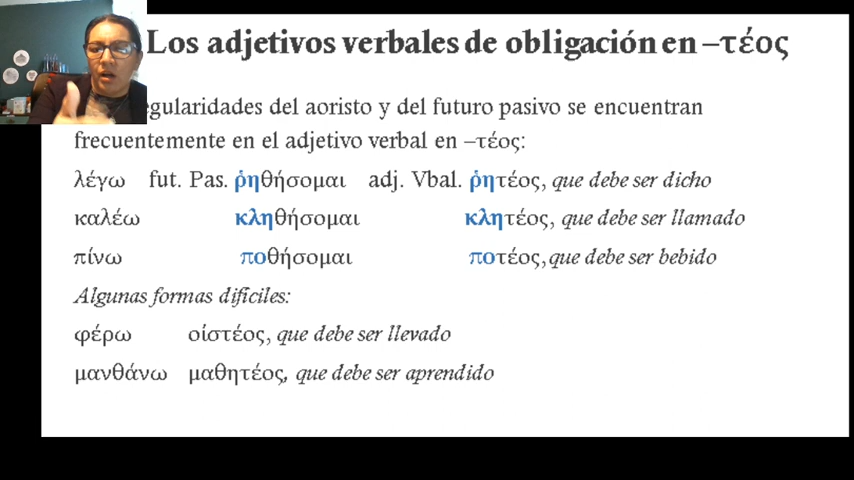 Los adjetivos verbales de obligación en –τέος
del aoristo y del futuro pasivo se encuentran
frecuentemente en el adjetivo verbal en –τέος:
λέγω fut. Pas. ῥηθήσομαι adj. Vbal. ῥητέος, que debe ser dicho
καλέω κληθήσομαι κλητέος, que debe ser llamado
πίνω ποθήσομαι ποτέος, que debe ser bebido
Algunas formas difíciles:
φέρω οἰστέος, que debe ser llevado
μανθάνω μαθητέος, que debe ser aprendido